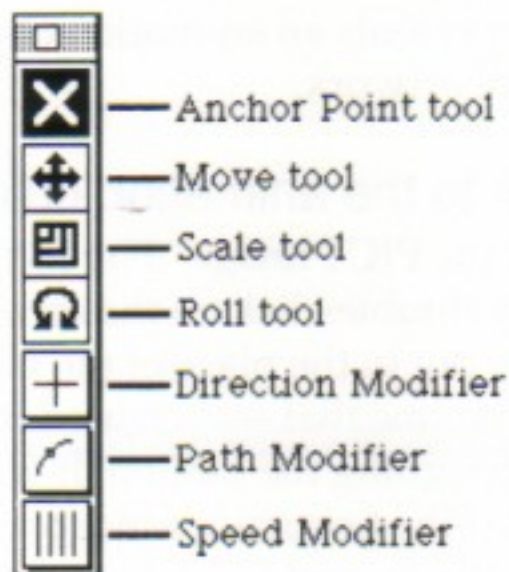 Anchor Point tool
Move tool
Scale tool
Roll tool
Direction Modifier
Path Modifier
Speed Modifier